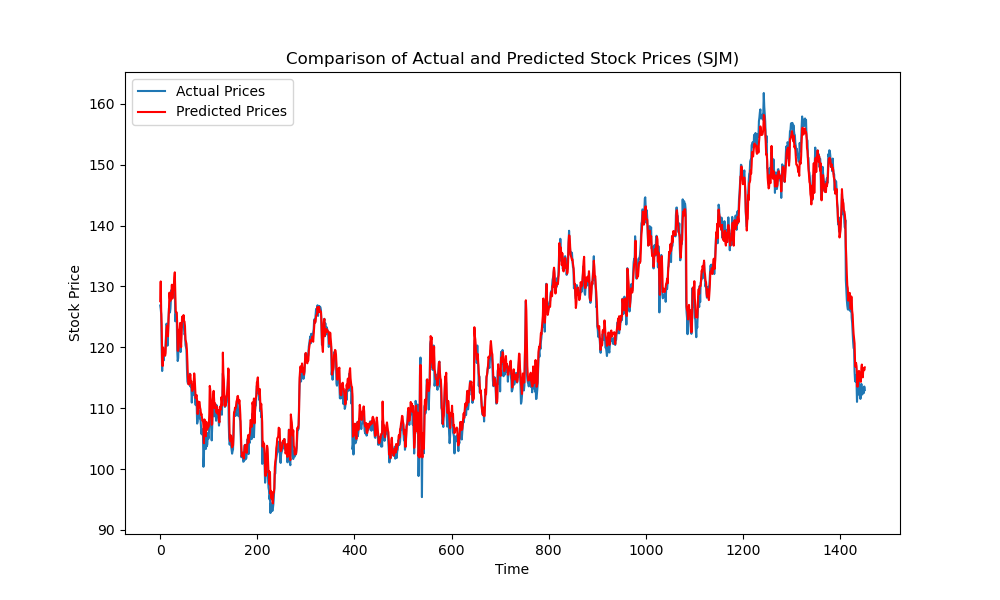 Comparison of Actual and Predicted Stock Prices (SJM)
Actual Prices
Predicted Prices
160
150
140
130
120
110
100
90
Stock Price
0 200 400 600 800 1000 1200 1400
Time